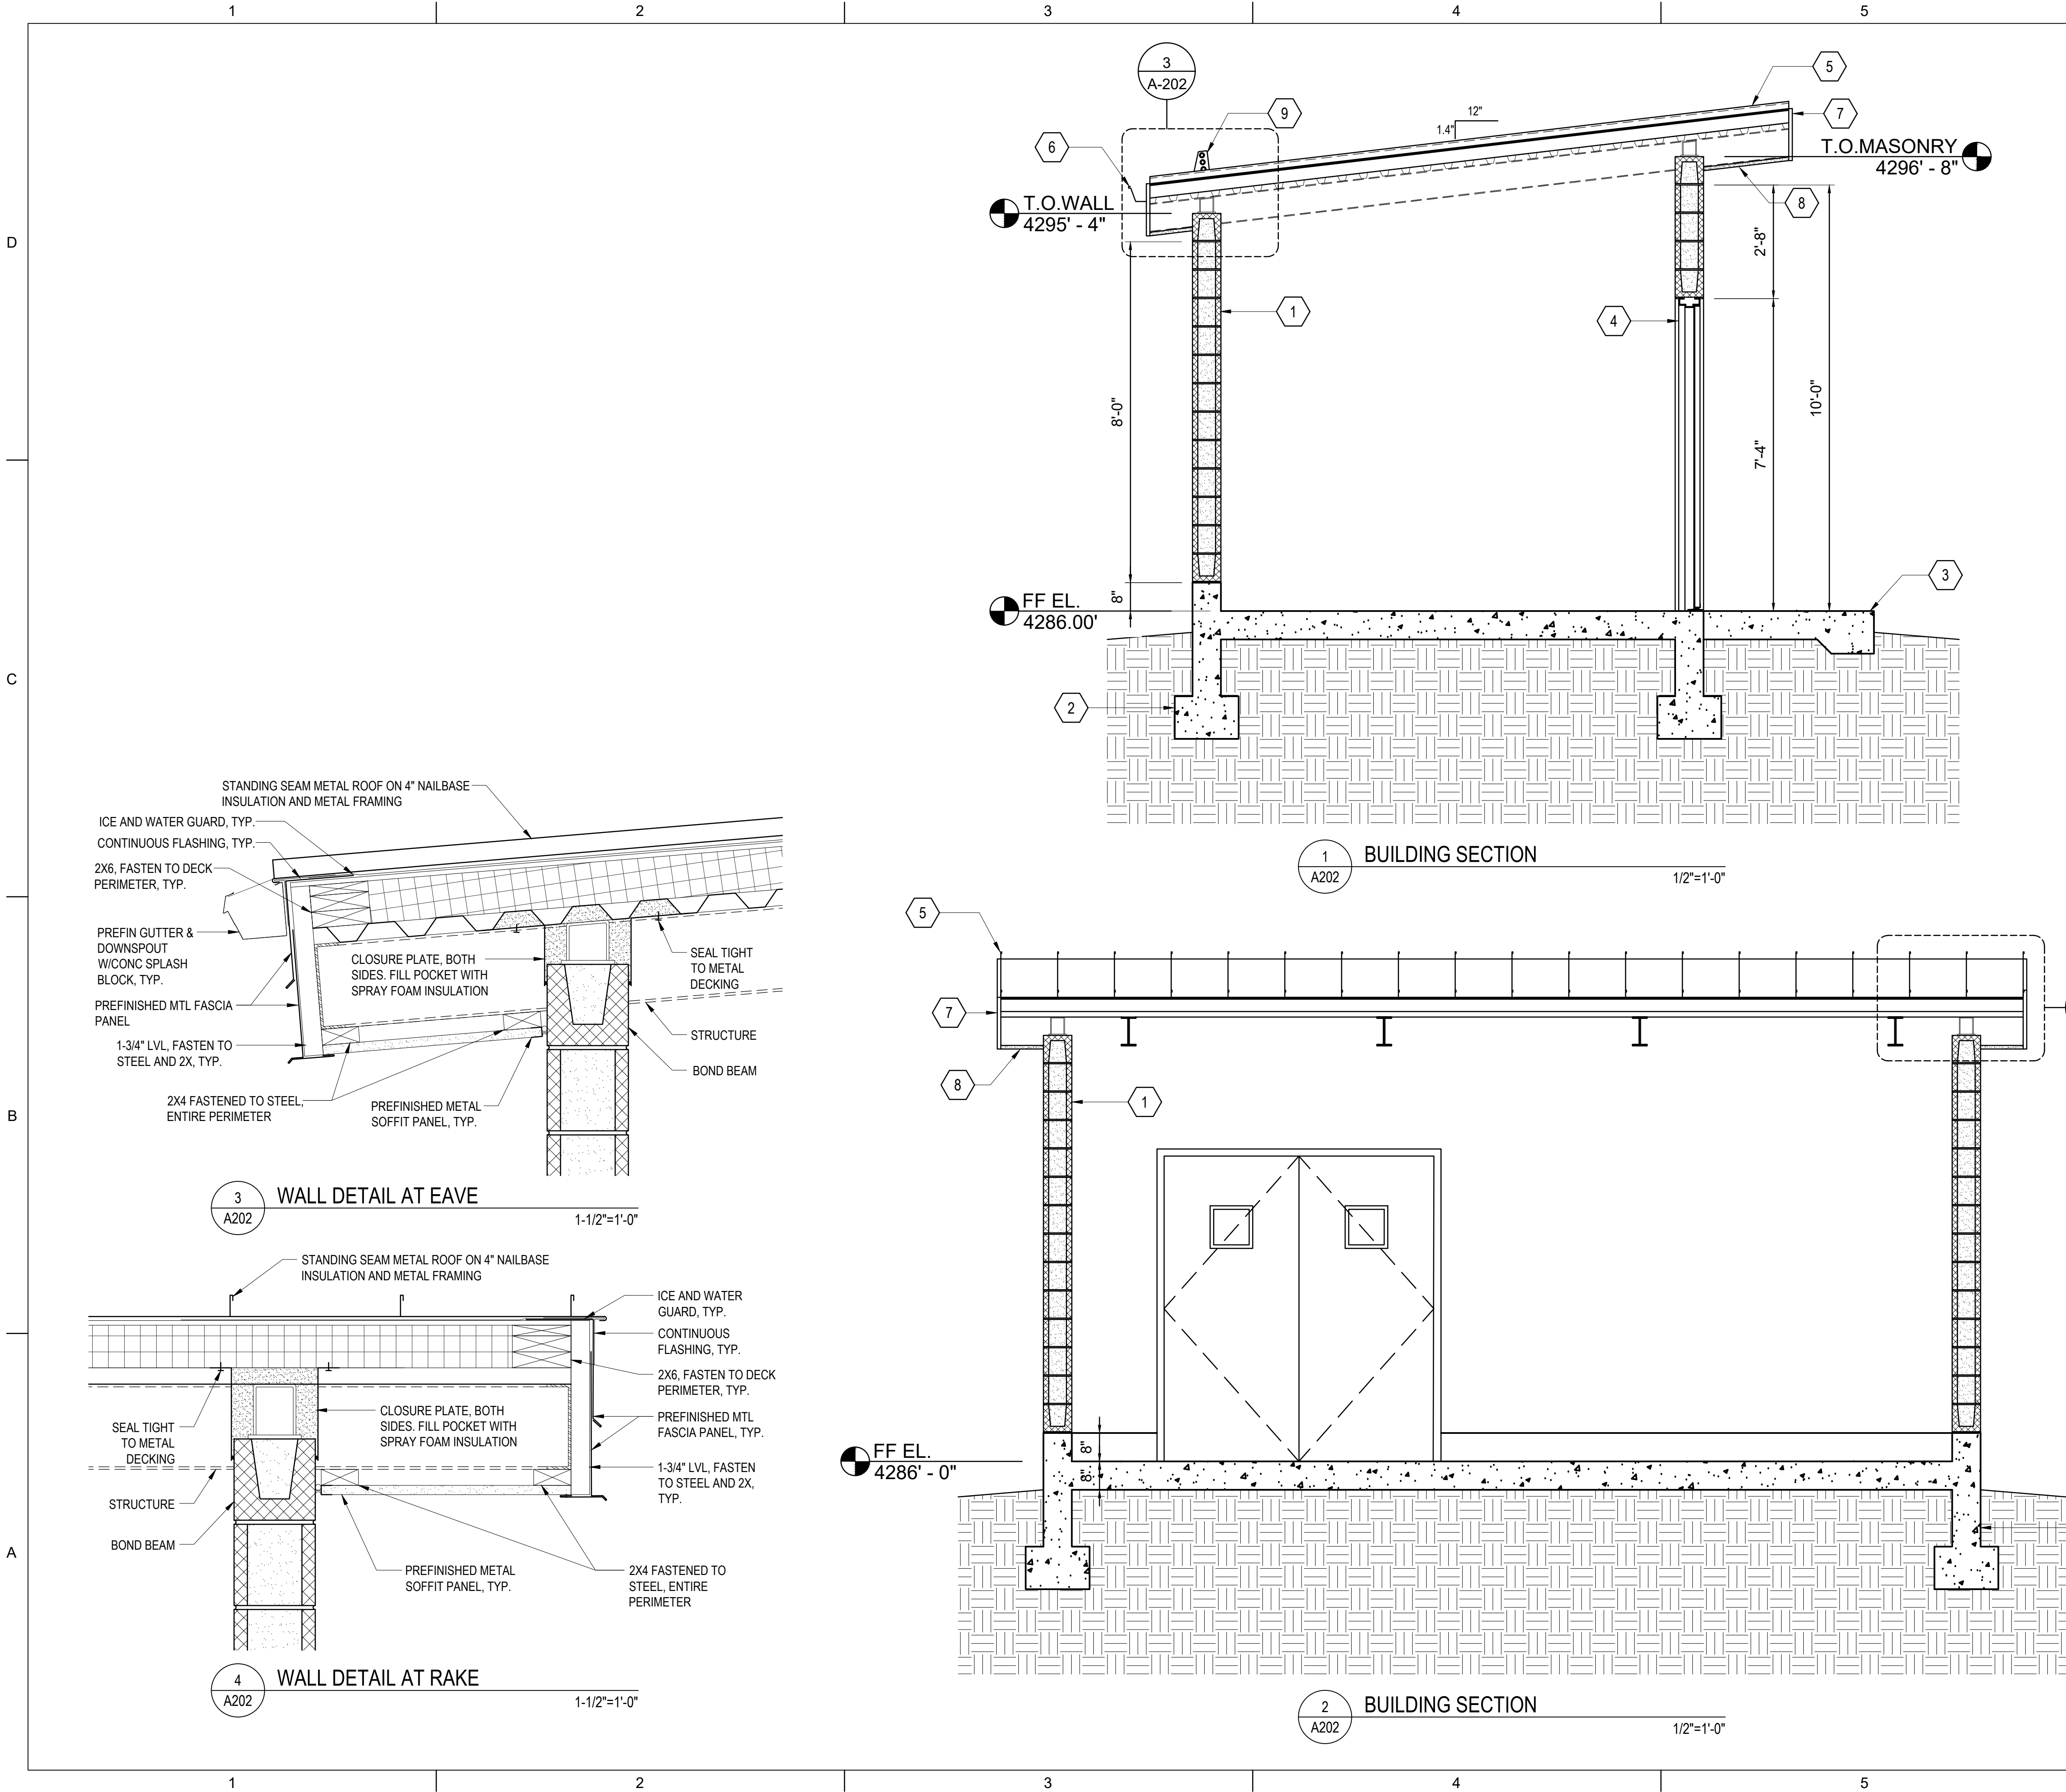 1
2
3
4
5
D
C
B
A
3
A-202
5
7
9
6
12"
1.4"
T.O.MASONRY
4296' - 8"
T.O.WALL
4295' - 4"
8
2'-8"
1
4
8'-0"
10'-0"
7'-4"
3
8"
FF EL.
4286.00'
2
1
A202
BUILDING SECTION
1/2"=1'-0"
STANDING SEAM METAL ROOF ON 4" NAILBASE
INSULATION AND METAL FRAMING
ICE AND WATER GUARD, TYP.
CONTINUOUS FLASHING, TYP.
2X6, FASTEN TO DECK
PERIMETER, TYP.
PREFIN GUTTER &
DOWNSPOUT
W/CONC SPLASH
BLOCK, TYP.
PREFINISHED MTL FASCIA
PANEL
1-3/4" LVL, FASTEN TO
STEEL AND 2X, TYP.
2X4 FASTENED TO STEEL,
ENTIRE PERIMETER
CLOSURE PLATE, BOTH
SIDES. FILL POCKET WITH
SPRAY FOAM INSULATION
PREFINISHED METAL
SOFFIT PANEL, TYP.
SEAL TIGHT
TO METAL
DECKING
STRUCTURE
BOND BEAM
3
A202
WALL DETAIL AT EAVE
1-1/2"=1'-0"
5
7
8
1
FF EL.
4286' - 0"
8"
8"
2
A202
BUILDING SECTION
1/2"=1'-0"
STANDING SEAM METAL ROOF ON 4" NAILBASE
INSULATION AND METAL FRAMING
ICE AND WATER
GUARD, TYP.
CONTINUOUS
FLASHING, TYP.
2X6, FASTEN TO DECK
PERIMETER, TYP.
PREFINISHED MTL
FASCIA PANEL, TYP.
1-3/4" LVL, FASTEN
TO STEEL AND 2X,
TYP.
CLOSURE PLATE, BOTH
SIDES. FILL POCKET WITH
SPRAY FOAM INSULATION
SEAL TIGHT
TO METAL
DECKING
STRUCTURE
BOND BEAM
PREFINISHED METAL
SOFFIT PANEL, TYP.
2X4 FASTENED TO
STEEL, ENTIRE
PERIMETER
4
A202
WALL DETAIL AT RAKE
1-1/2"=1'-0"
1
2
3
4
5